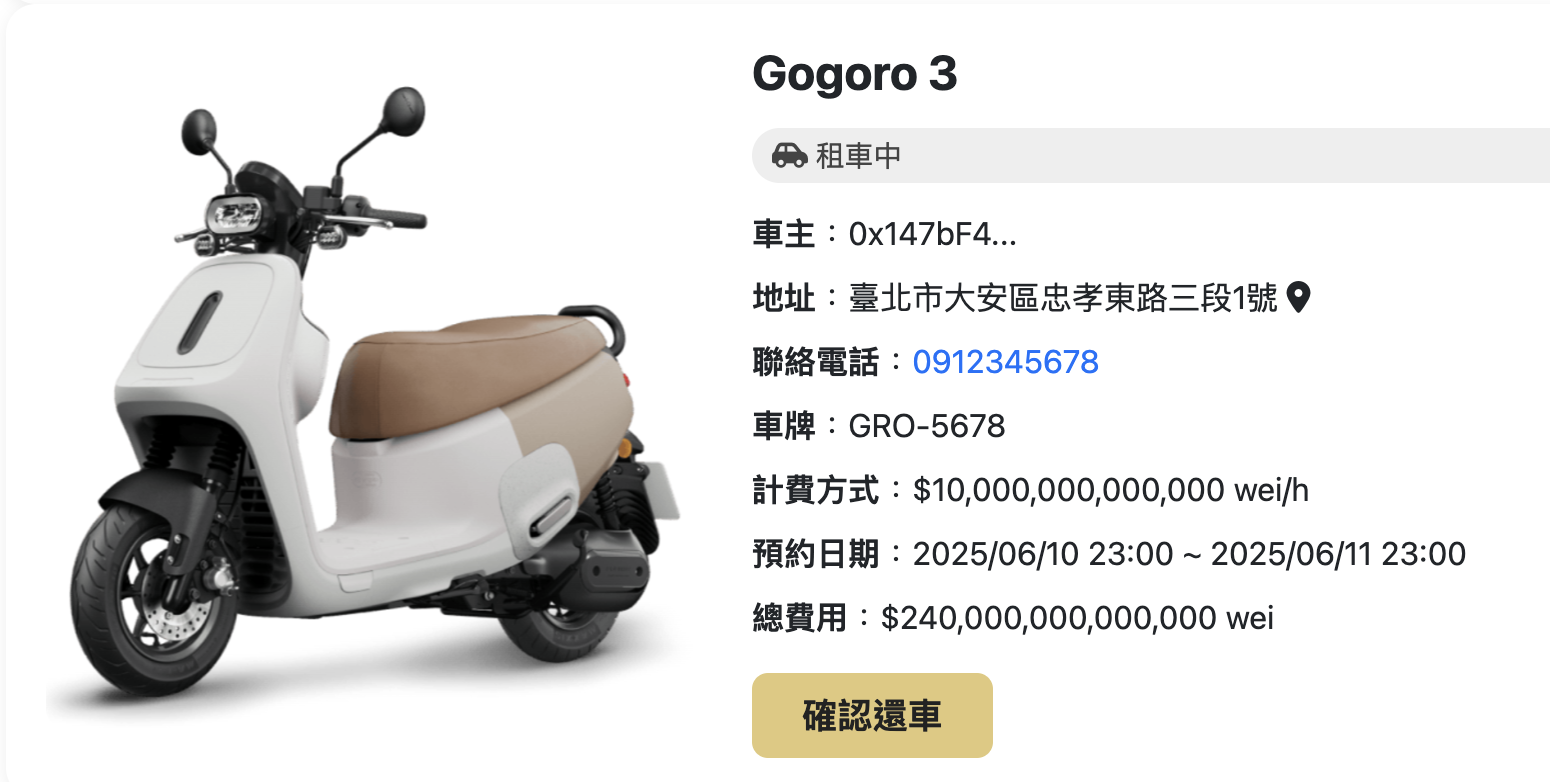 Gogoro 3
租車中
車主：0x147bF4...
地址：臺北市大安區忠孝東路三段1號
聯絡電話：0912345678
車牌：GRO-5678
計費方式：$10,000,000,000,000 wei/h
預約日期：2025/06/10 23:00 ~ 2025/06/11 23:00
總費用：$240,000,000,000,000 wei
確認還車